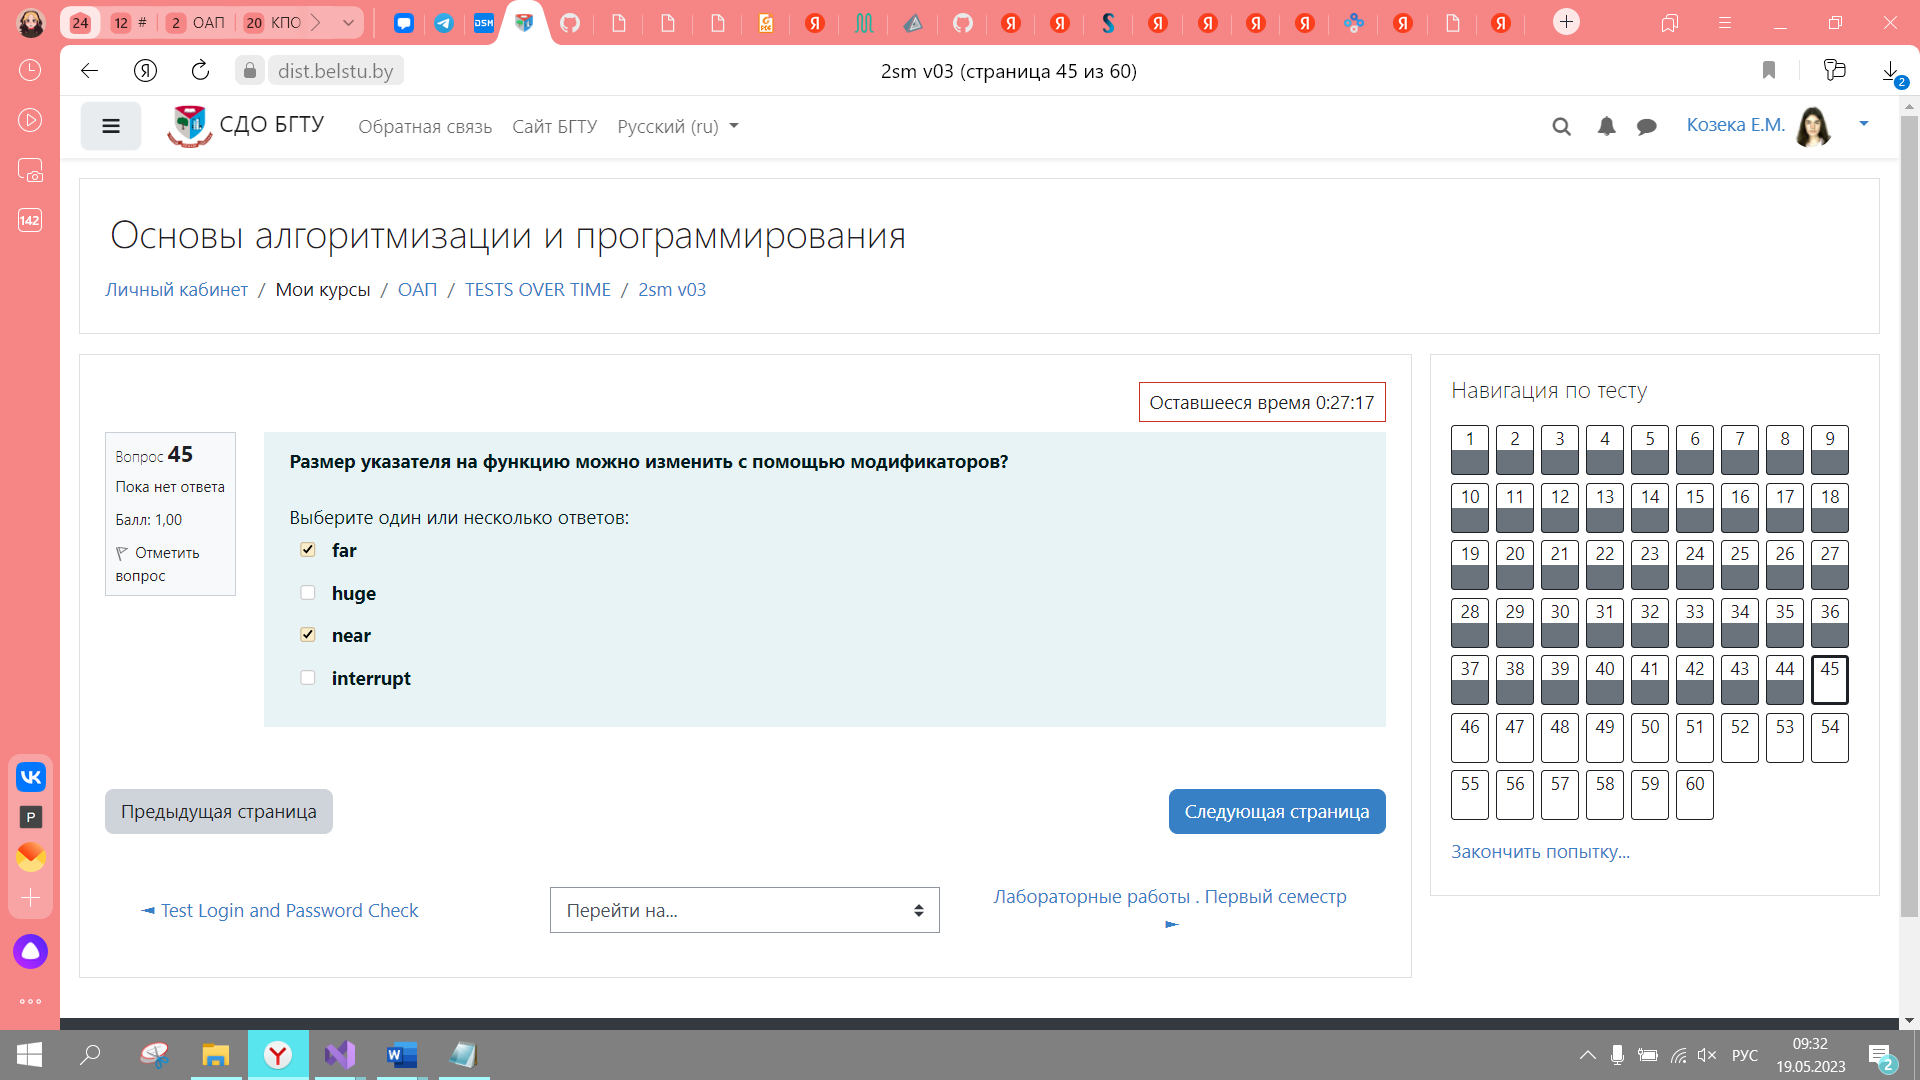 24 12 # 2 ОАП 20 КПО
dist.belstu.by
2sm v03 (страница 45 из 60)
2
142
СДО БГТУ
Обратная связь Сайт БГТУ Русский (ru)
Козека Е.М.
Основы алгоритмизации и программирования
Личный кабинет / Мои курсы / ОАП / TESTS OVER TIME / 2sm v03
Оставшееся время 0:27:17
Вопрос 45
Пока нет ответа
Балл: 1,00
Отметить
вопрос
Размер указателя на функцию можно изменить с помощью модификаторов?
Выберите один или несколько ответов:
far
huge
near
interrupt
Предыдущая страница
Следующая страница
◄ Test Login and Password Check
Перейти на...
Лабораторные работы . Первый семестр
►
Навигация по тесту
1 2 3 4 5 6 7 8 9
10 11 12 13 14 15 16 17 18
19 20 21 22 23 24 25 26 27
28 29 30 31 32 33 34 35 36
37 38 39 40 41 42 43 44 45
46 47 48 49 50 51 52 53 54
55 56 57 58 59 60
Закончить попытку...
РУС
09:32
19.05.2023
2